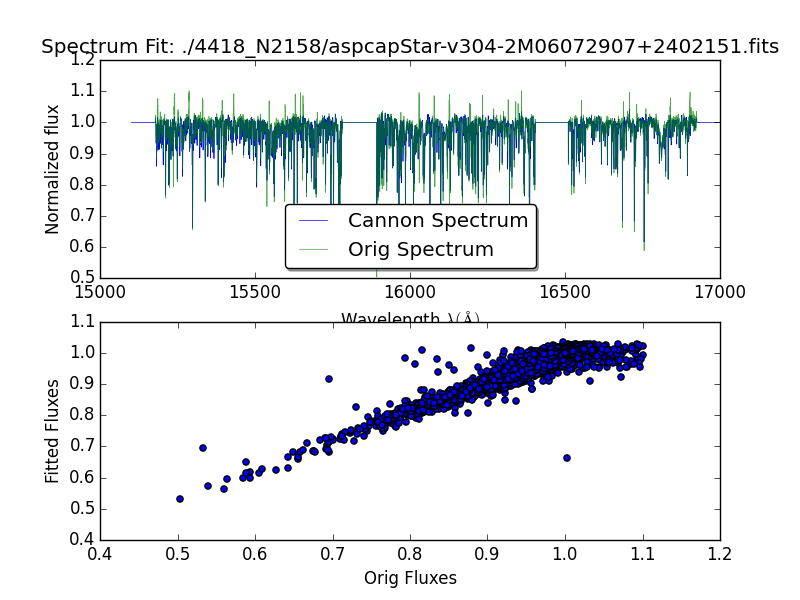 Spectrum Fit: ./4418_N2158/aspcapStar-v304-2M06072907+2402151.fits
1.2
1.1
1.0
0.9
0.8
0.7
0.6
0.5
Normalized flux
Cannon Spectrum
Orig Spectrum
15000 15500 16000 16500 17000
Wavelength λ(Å)
1.1
1.0
0.9
0.8
0.7
0.6
0.5
0.4
Fitted Fluxes
0.4 0.5 0.6 0.7 0.8 0.9 1.0 1.1 1.2
Orig Fluxes